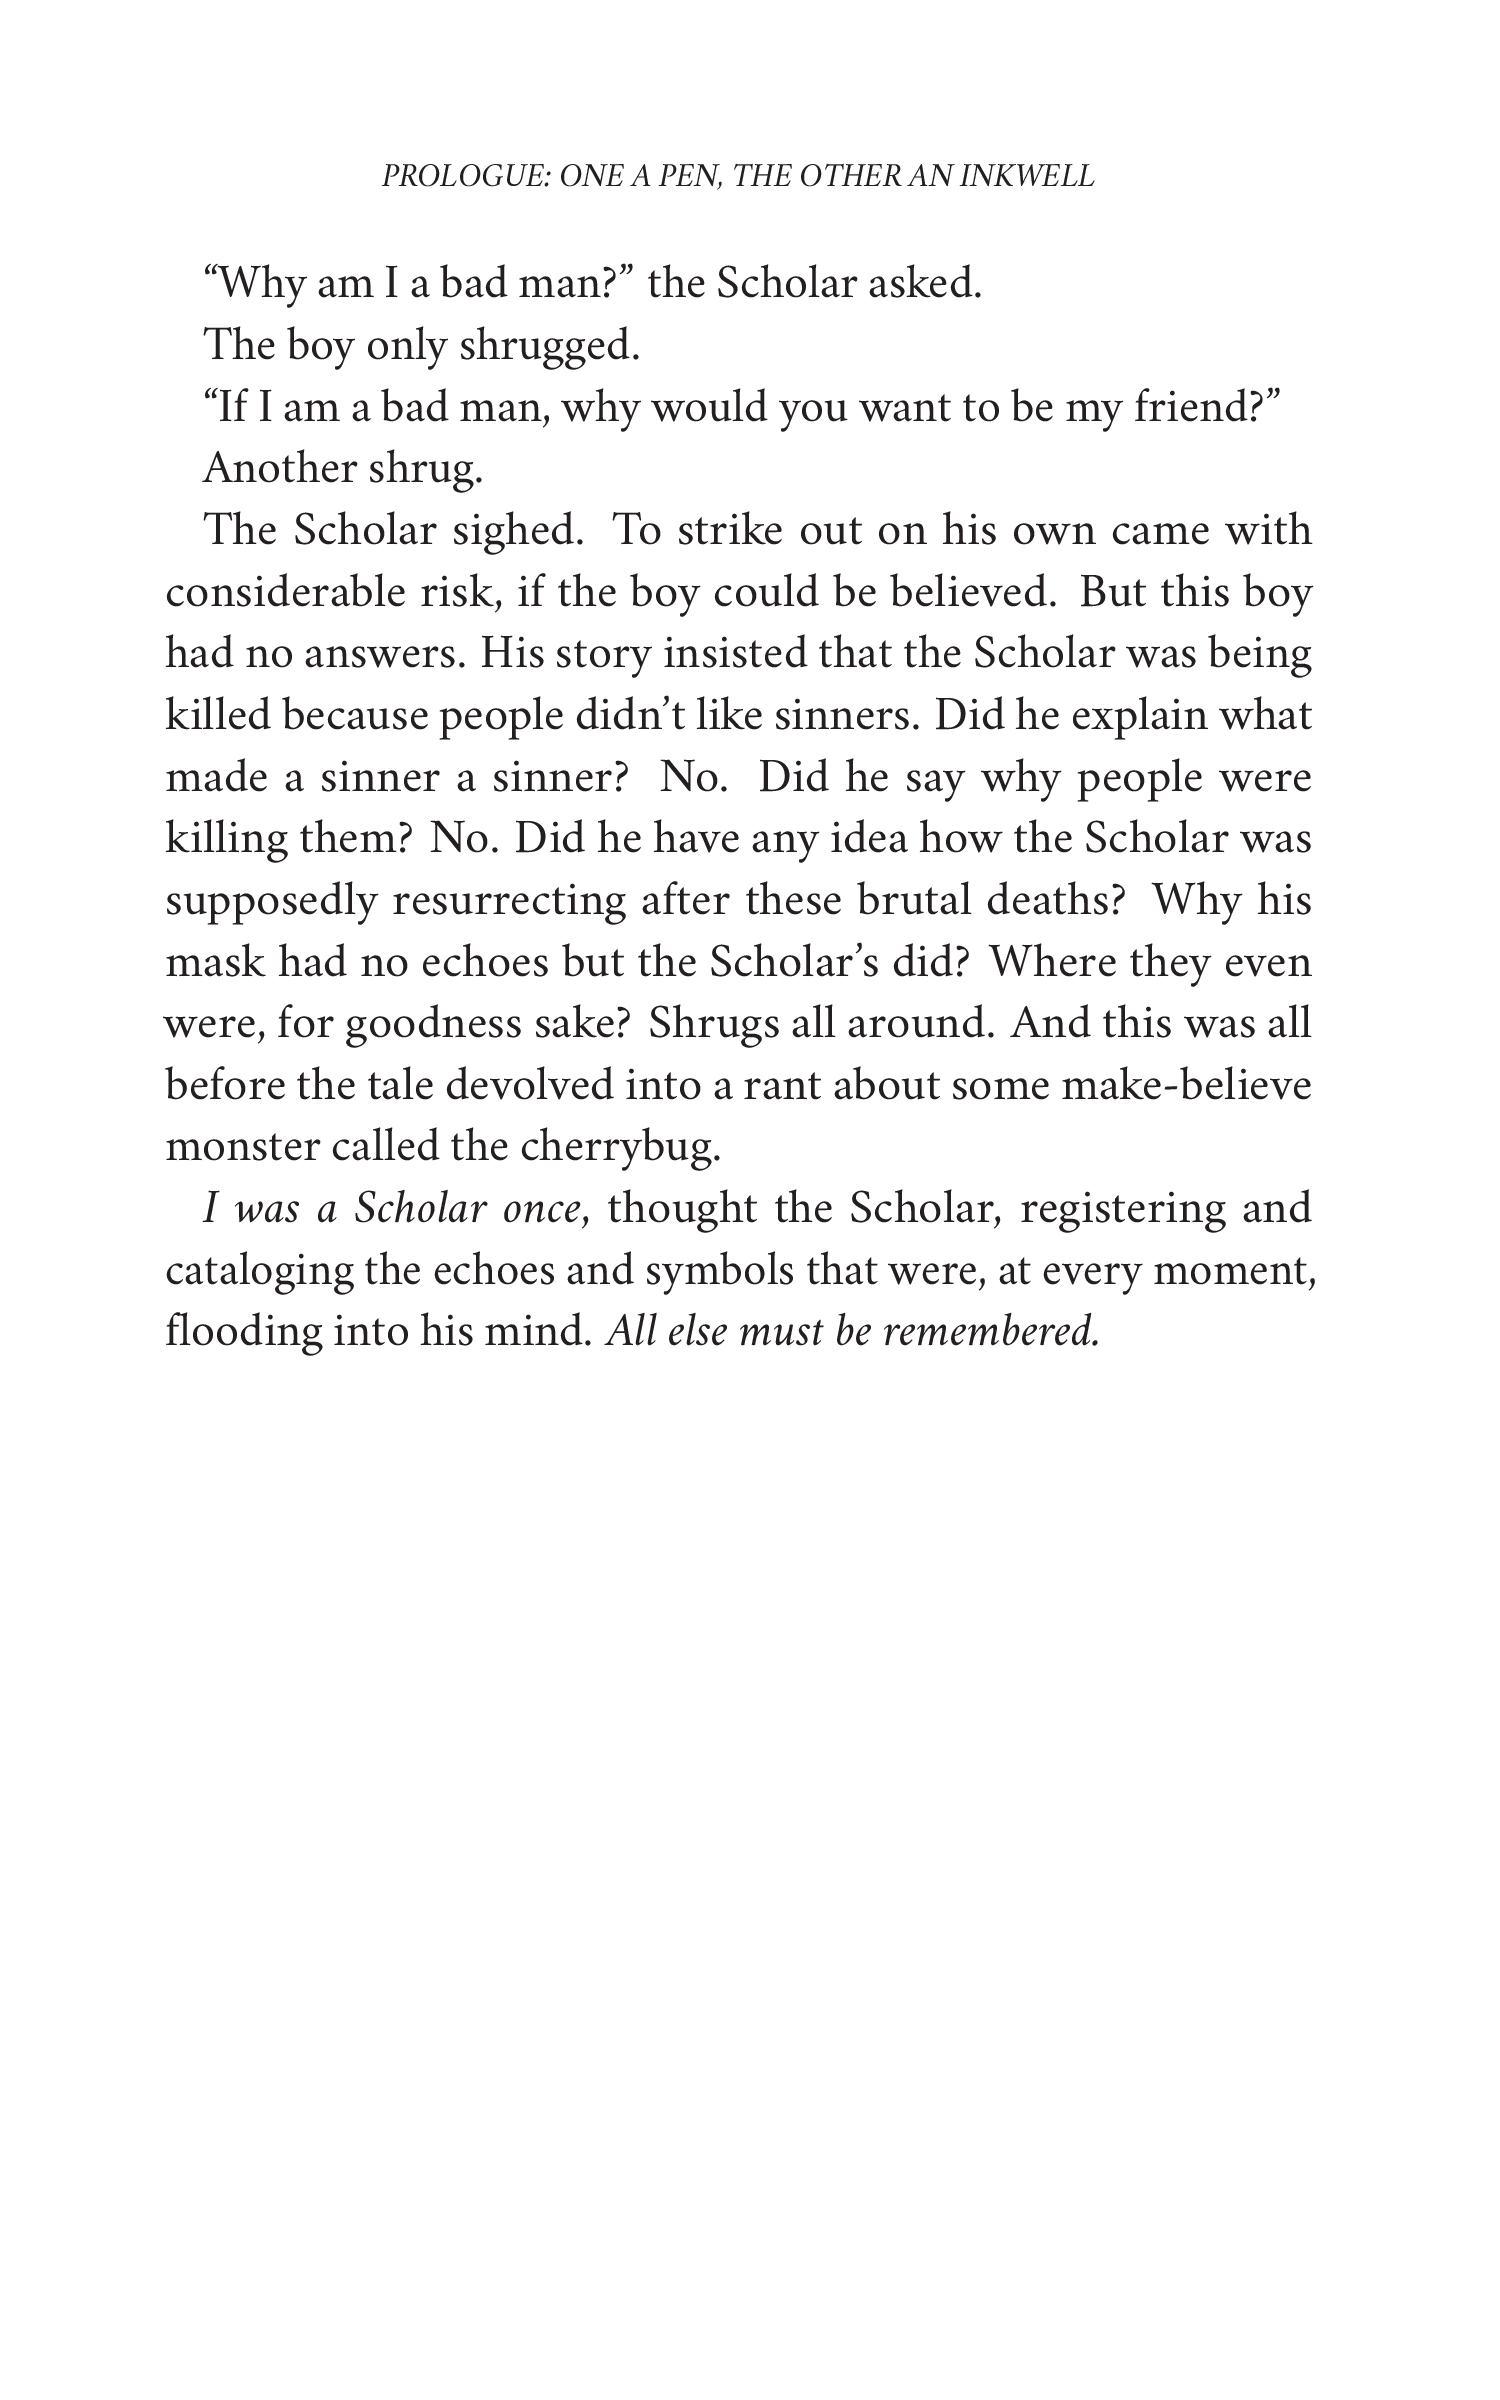 PROLOGUE: ONE A PEN, THE OTHER AN INKWELL
“Why am I a bad man?” the Scholar asked.
The boy only shrugged.
“If I am a bad man, why would you want to be my friend?”
Another shrug.
The Scholar sighed. To strike out on his own came with
considerable risk, if the boy could be believed. But this boy
had no answers. His story insisted that the Scholar was being
killed because people didn’t like sinners. Did he explain what
made a sinner a sinner? No. Did he say why people were
killing them? No. Did he have any idea how the Scholar was
supposedly resurrecting after these brutal deaths? Why his
mask had no echoes but the Scholar’s did? Where they even
were, for goodness sake? Shrugs all around. And this was all
before the tale devolved into a rant about some make-believe
monster called the cherrybug.
I was a Scholar once, thought the Scholar, registering and
cataloging the echoes and symbols that were, at every moment,
flooding into his mind. All else must be remembered.